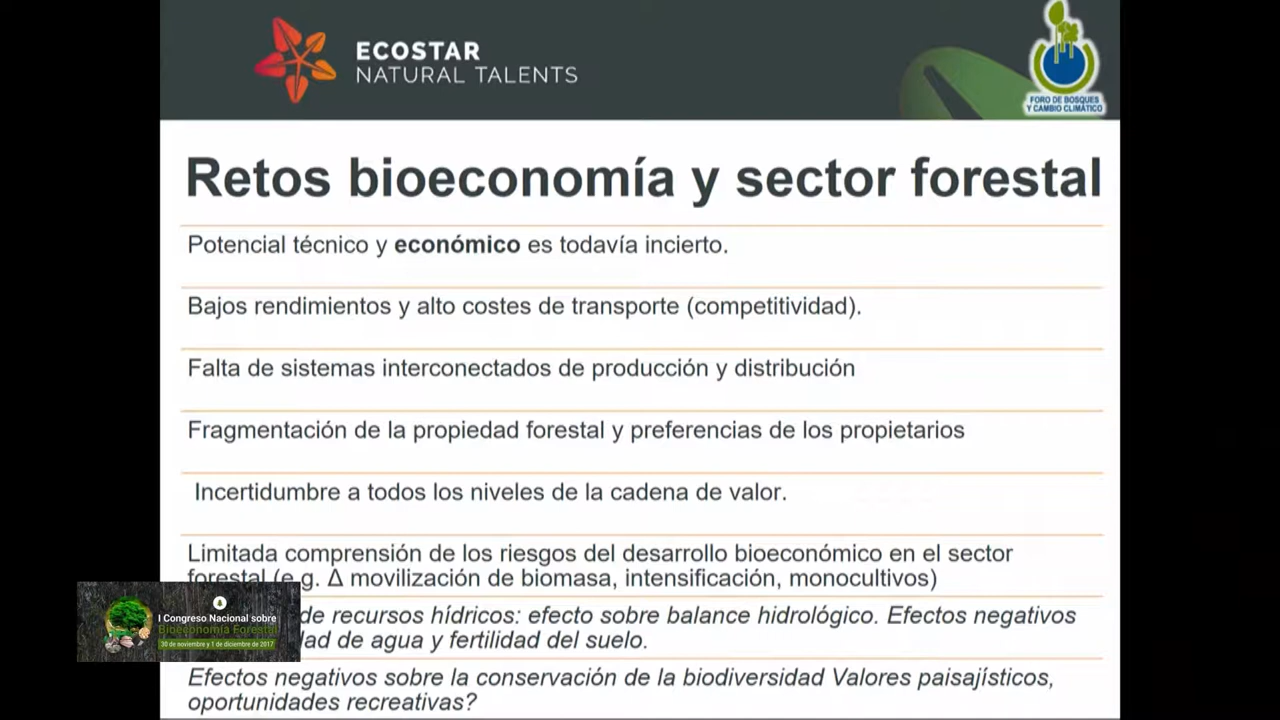 ECOSTAR
NATURAL TALENTS
FORO DE BOSQUES
Y CAMBIO CLIMÁTICO
Retos bioeconomía y sector forestal
Potencial técnico y económico es todavía incierto.
Bajos rendimientos y alto costes de transporte (competitividad).
Falta de sistemas interconectados de producción y distribución
Fragmentación de la propiedad forestal y preferencias de los propietarios
Incertidumbre a todos los niveles de la cadena de valor.
Limitada comprensión de los riesgos del desarrollo bioeconómico en el sector
forestal (e.g. Δ movilización de biomasa, intensificación, monocultivos)
de recursos hídricos: efecto sobre balance hidrológico. Efectos negativos
de agua y fertilidad del suelo.
Efectos negativos sobre la conservación de la biodiversidad Valores paisajísticos,
oportunidades recreativas?
I Congreso Nacional sobre
Bioeconomía Forestal
30 de noviembre y 1 de diciembre de 2017